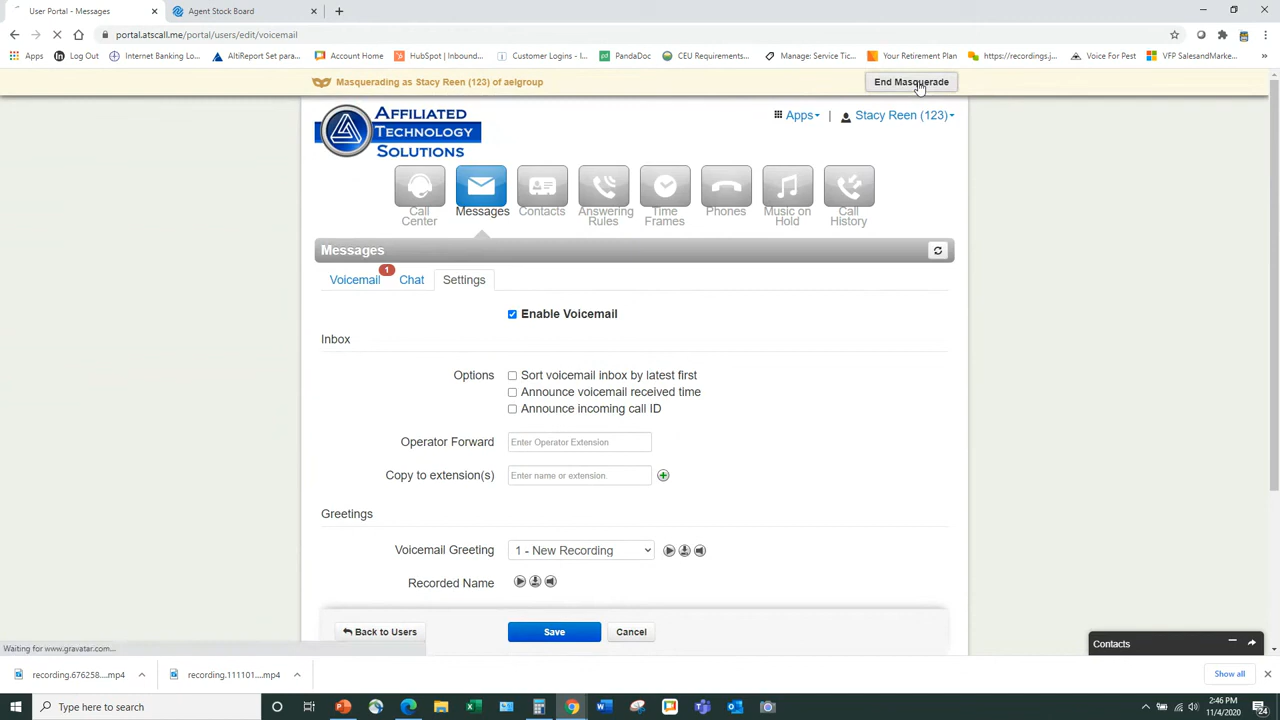 User Portal - Messages
Agent Stock Board
portal.atscall.me/portal/users/edit/voicemail
Apps
Log Out
Internet Banking Lo...
AltiReport Set para...
Account Home
HubSpot | Inbound...
Customer Logins - I...
PandaDoc
CEU Requirements...
Manage: Service Tic...
Your Retirement Plan
https://recordings.j...
Voice For Pest
VFP SalesandMarke...
Masquerading as Stacy Reen (123) of aelgroup
End Masquerade
AFFILIATED
TECHNOLOGY
SOLUTIONS
Apps
Stacy Reen (123)
Call Center
Messages
Contacts
Answering Rules
Time Frames
Phones
Music on Hold
Call History
Messages
Voicemail
1
Chat
Settings
Enable Voicemail
Inbox
Options
Sort voicemail inbox by latest first
Announce voicemail received time
Announce incoming call ID
Operator Forward
Enter Operator Extension
Copy to extension(s)
Enter name or extension.
Greetings
Voicemail Greeting
1 - New Recording
Recorded Name
Back to Users
Save
Cancel
Waiting for www.gravatar.com...
Contacts
recording.676258....mp4
recording.111101....mp4
Show all
Type here to search
2:46 PM
11/4/2020
24